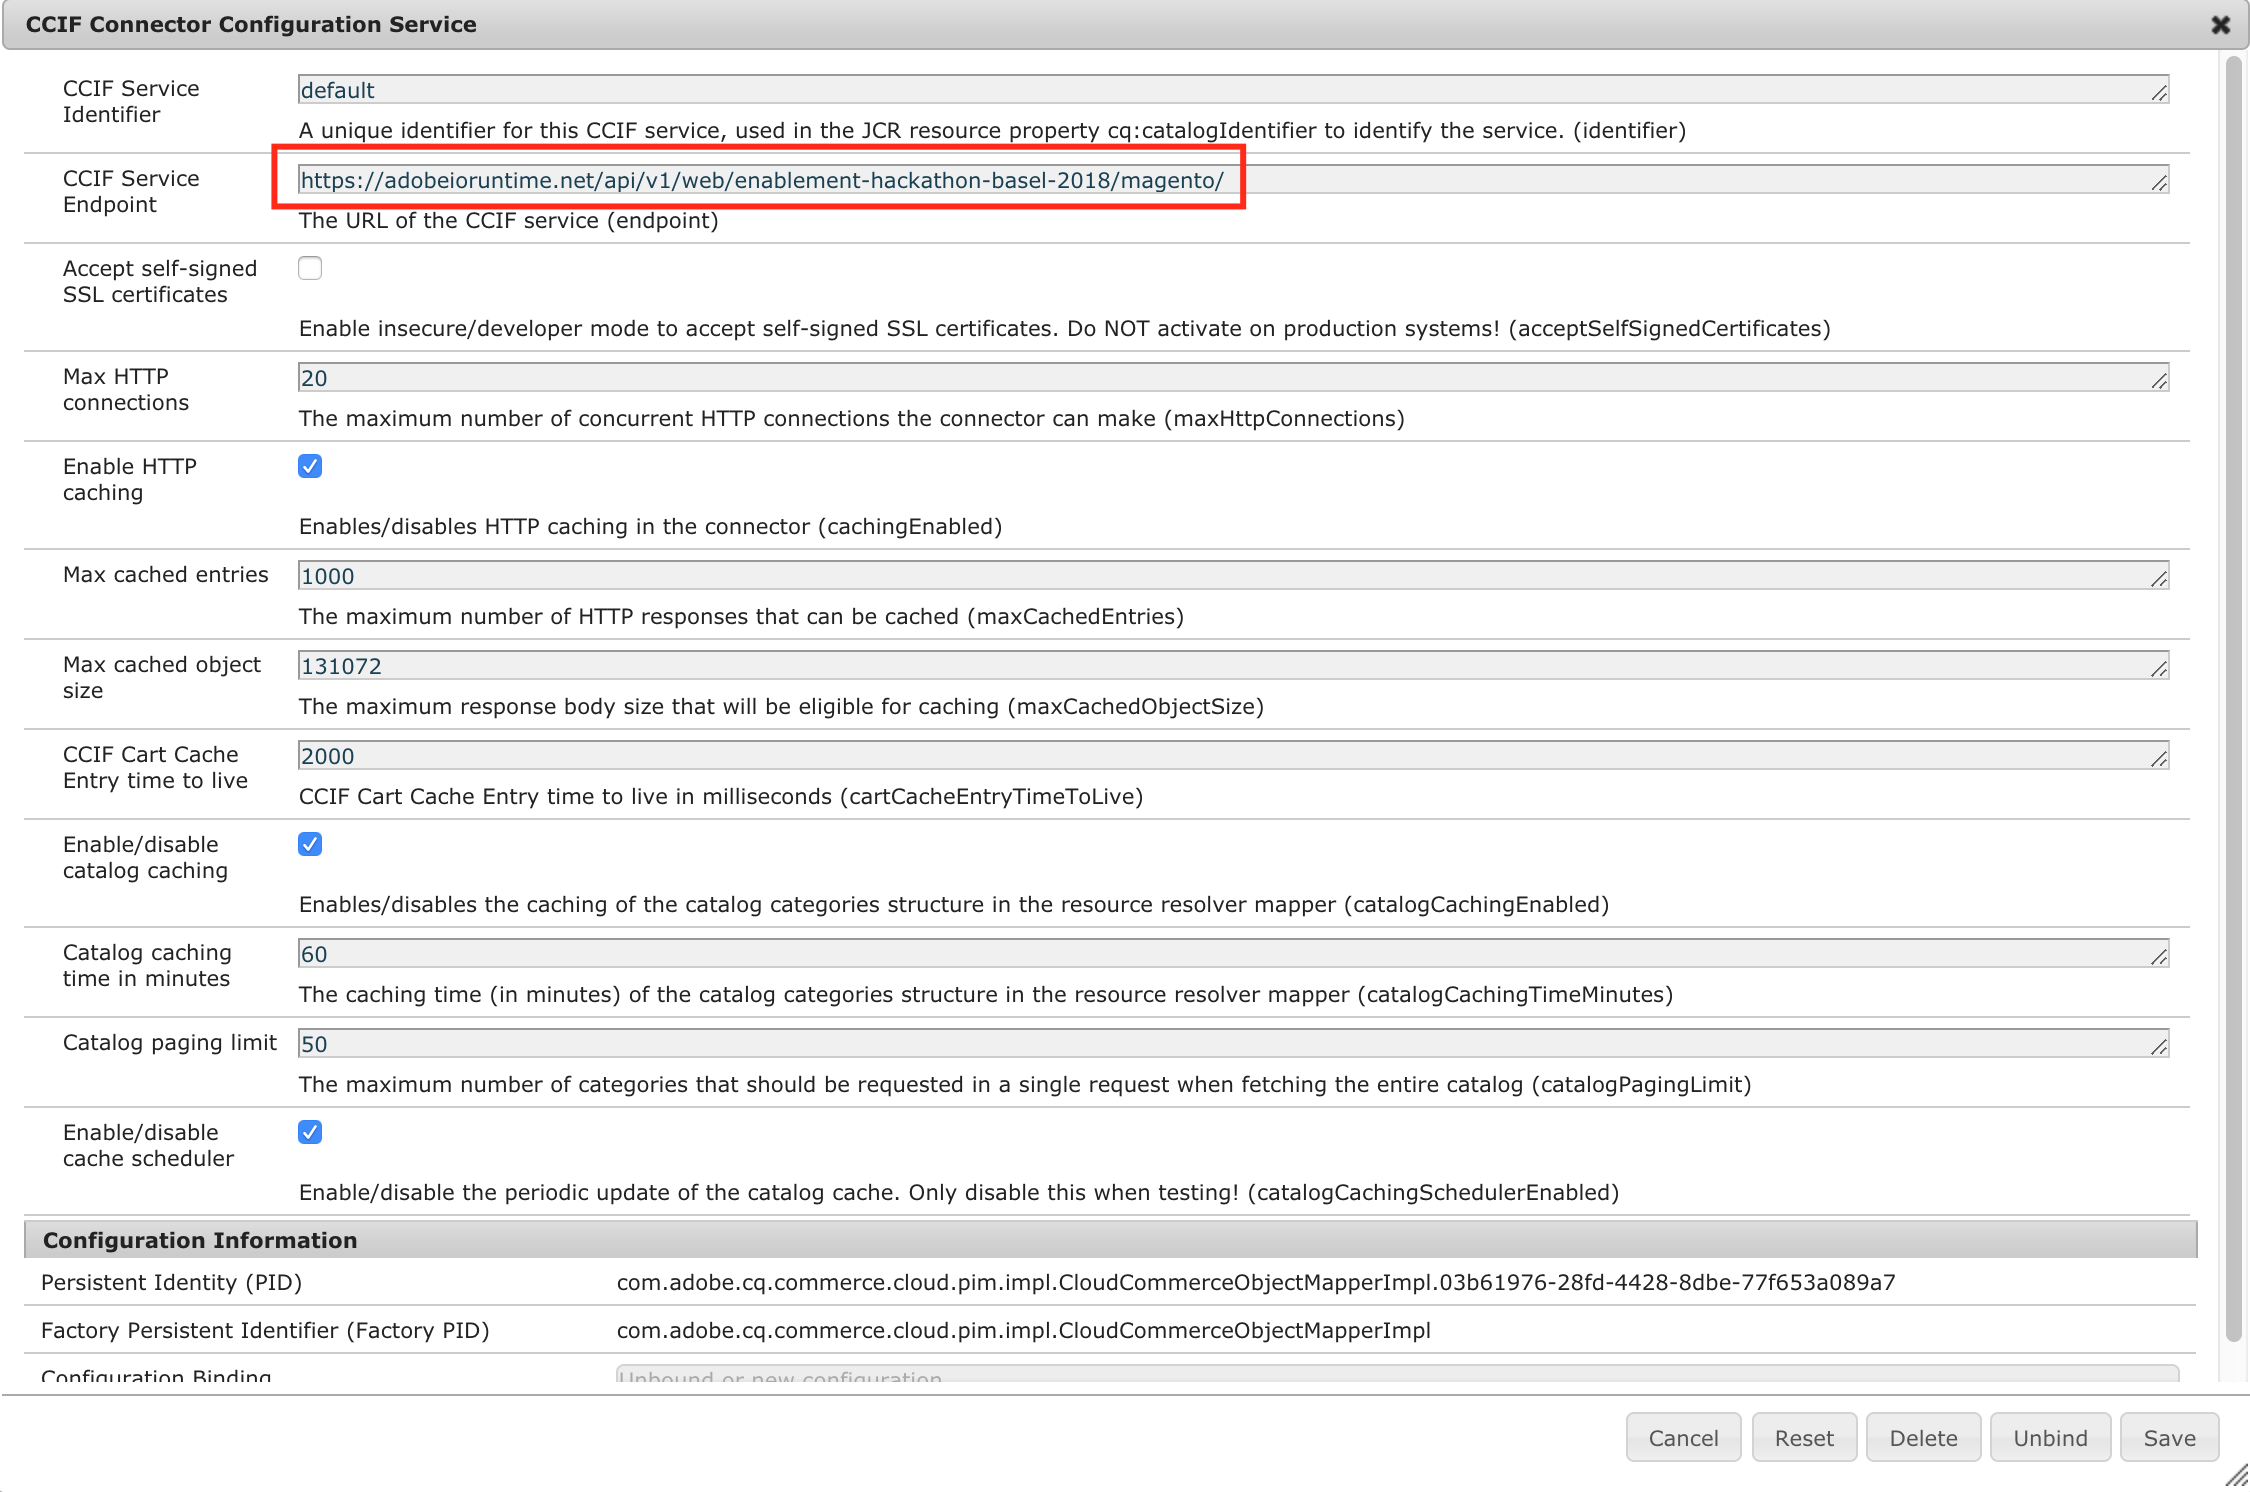 CCIF Connector Configuration Service
CCIF Service
Identifier
default
A unique identifier for this CCIF service, used in the JCR resource property cq:catalogIdentifier to identify the service. (identifier)
CCIF Service
Endpoint
https://adobeioruntime.net/api/v1/web/enablement-hackathon-basel-2018/magento/
The URL of the CCIF service (endpoint)
Accept self-signed
SSL certificates
Enable insecure/developer mode to accept self-signed SSL certificates. Do NOT activate on production systems! (acceptSelfSignedCertificates)
Max HTTP
connections
20
The maximum number of concurrent HTTP connections the connector can make (maxHttpConnections)
Enable HTTP
caching
Enables/disables HTTP caching in the connector (cachingEnabled)
Max cached entries
1000
The maximum number of HTTP responses that can be cached (maxCachedEntries)
Max cached object
size
131072
The maximum response body size that will be eligible for caching (maxCachedObjectSize)
CCIF Cart Cache
Entry time to live
2000
CCIF Cart Cache Entry time to live in milliseconds (cartCacheEntryTimeToLive)
Enable/disable
catalog caching
Enables/disables the caching of the catalog categories structure in the resource resolver mapper (catalogCachingEnabled)
Catalog caching
time in minutes
60
The caching time (in minutes) of the catalog categories structure in the resource resolver mapper (catalogCachingTimeMinutes)
Catalog paging limit
50
The maximum number of categories that should be requested in a single request when fetching the entire catalog (catalogPagingLimit)
Enable/disable
cache scheduler
Enable/disable the periodic update of the catalog cache. Only disable this when testing! (catalogCachingSchedulerEnabled)
Configuration Information
Persistent Identity (PID) com.adobe.cq.commerce.cloud.pim.impl.CloudCommerceObjectMapperImpl.03b61976-28fd-4428-8dbe-77f653a089a7
Factory Persistent Identifier (Factory PID) com.adobe.cq.commerce.cloud.pim.impl.CloudCommerceObjectMapperImpl
Configuration Binding Unbound or new configuration
Cancel Reset Delete Unbind Save